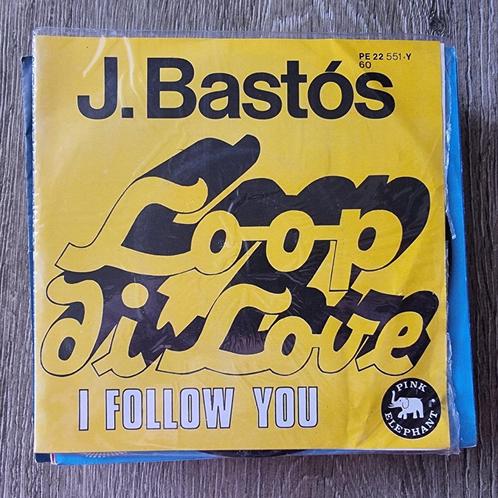 PE 22 551-Y
60
J. Bastós
Loop
di Love
I FOLLOW YOU
PINK
ELEPHANT